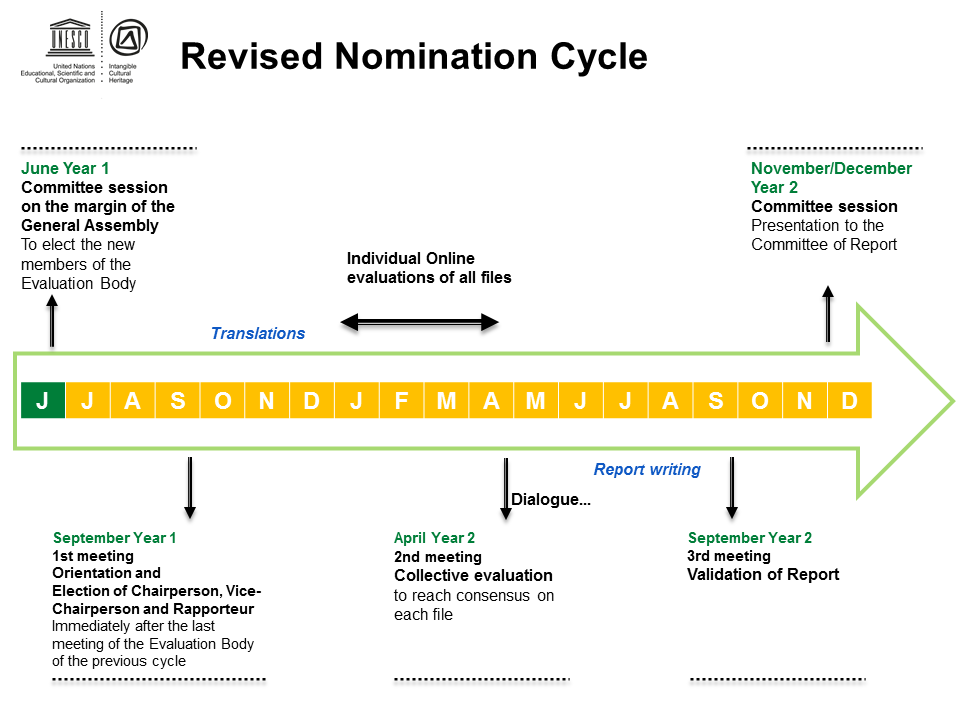 UNESCO
United Nations
Educational, Scientific and
Cultural Organization
Intangible
Cultural
Heritage
Revised Nomination Cycle
June Year 1
Committee session
on the margin of the
General Assembly
To elect the new
members of the
Evaluation Body
November/December
Year 2
Committee session
Presentation to the
Committee of Report
Individual Online
evaluations of all files
Translations
J J A S O N D J F M A M J J A S O N D
Report writing
Dialogue...
September Year 1
1st meeting
Orientation and
Election of Chairperson, Vice-
Chairperson and Rapporteur
Immediately after the last
meeting of the Evaluation Body
of the previous cycle
April Year 2
2nd meeting
Collective evaluation
to reach consensus on
each file
September Year 2
3rd meeting
Validation of Report